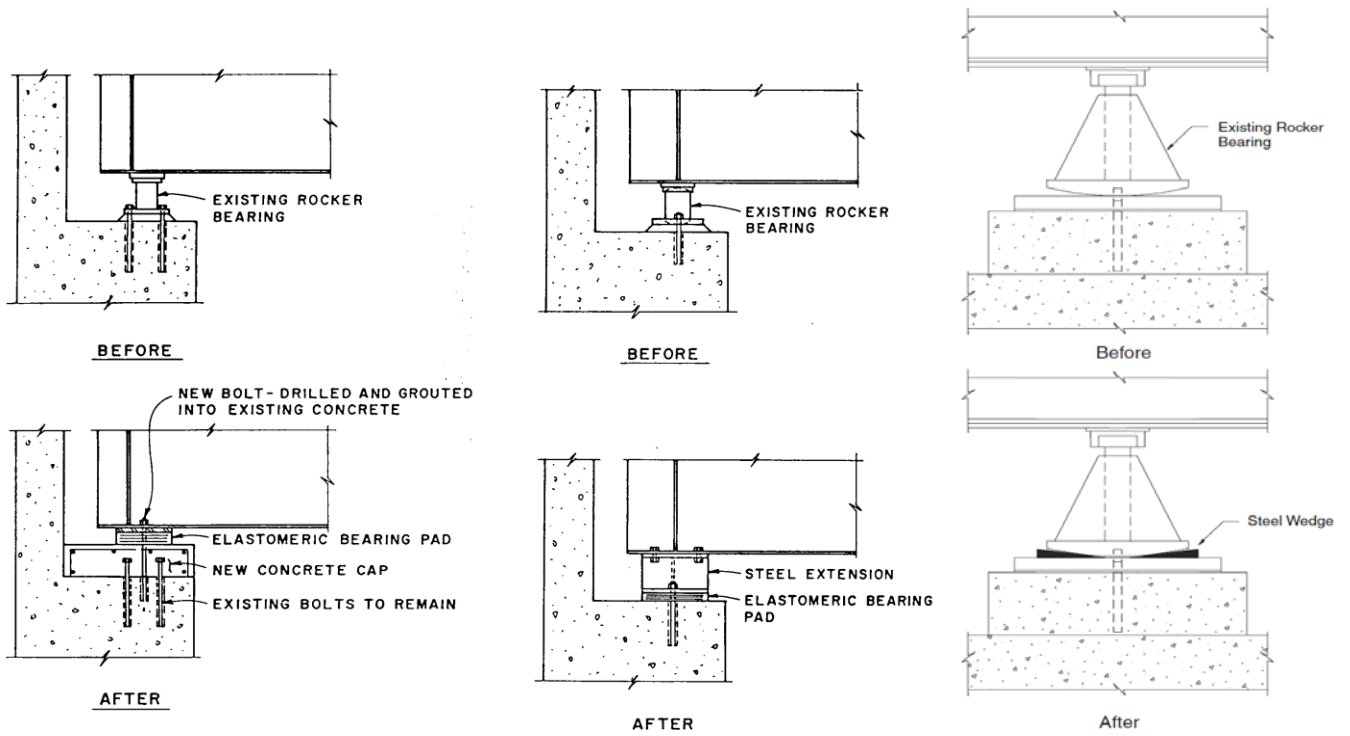 EXISTING ROCKER
BEARING
BEFORE
NEW BOLT-DRILLED AND GROUTED
INTO EXISTING CONCRETE
ELASTOMERIC BEARING PAD
NEW CONCRETE CAP
EXISTING BOLTS TO REMAIN
AFTER
EXISTING ROCKER
BEARING
BEFORE
STEEL EXTENSION
ELASTOMERIC BEARING
PAD
AFTER
Existing Rocker
Bearing
Before
Steel Wedge
After